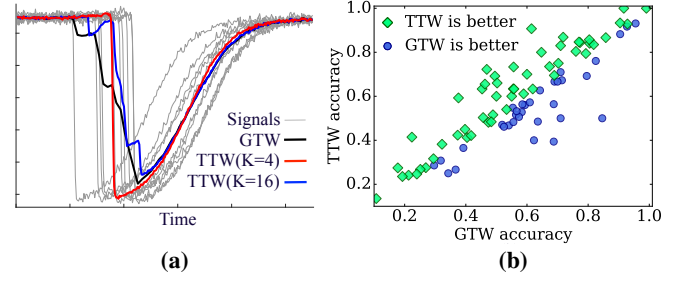 Signals
GTW
TTW(K=4)
TTW(K=16)
Time
(a)
TTW is better
GTW is better
TTW accuracy
1.0
0.8
0.6
0.4
0.2
0.2 0.4 0.6 0.8 1.0
GTW accuracy
(b)